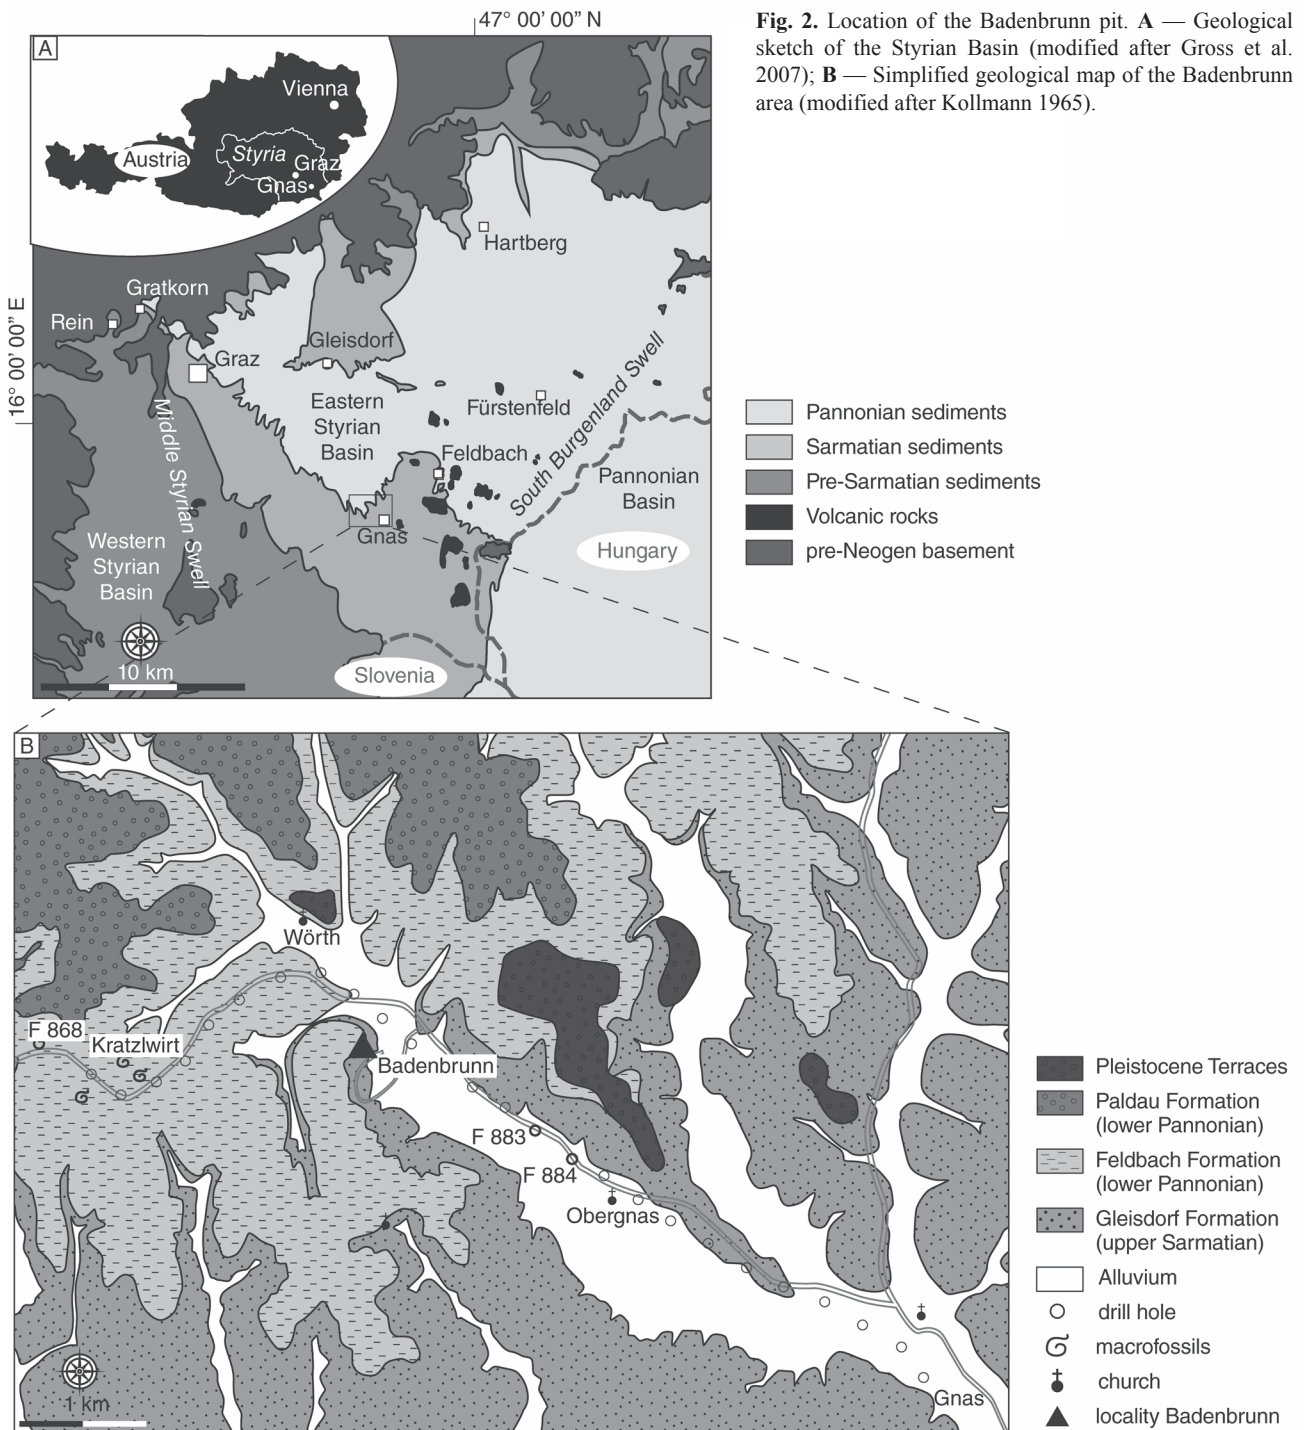 47° 00' 00” N
Fig. 2. Location of the Badenbrunn pit. A — Geological
sketch of the Styrian Basin (modified after Gross et al.
2007); B — Simplified geological map of the Badenbrunn
area (modified after Kollmann 1965).
A
Vienna
Austria
Styria
Graz
Gnas
Hartberg
Gratkorn
Rein
16° 00' 00” E
Graz
Gleisdorf
South Burgenland Swell
Middle Styrian Swell
Eastern
Styrian
Basin
Fürstenfeld
Feldbach
Pannonian
Basin
Gnas
Western
Styrian
Basin
Hungary
10 km
Slovenia
Pannonian sediments
Sarmatian sediments
Pre-Sarmatian sediments
Volcanic rocks
pre-Neogen basement
B
Wörth
F 868
Kratzlwirt
Badenbrunn
F 883
F 884
Obergnas
Gnas
1 km
Pleistocene Terraces
Paldau Formation
(lower Pannonian)
Feldbach Formation
(lower Pannonian)
Gleisdorf Formation
(upper Sarmatian)
Alluvium
drill hole
macrofossils
church
locality Badenbrunn